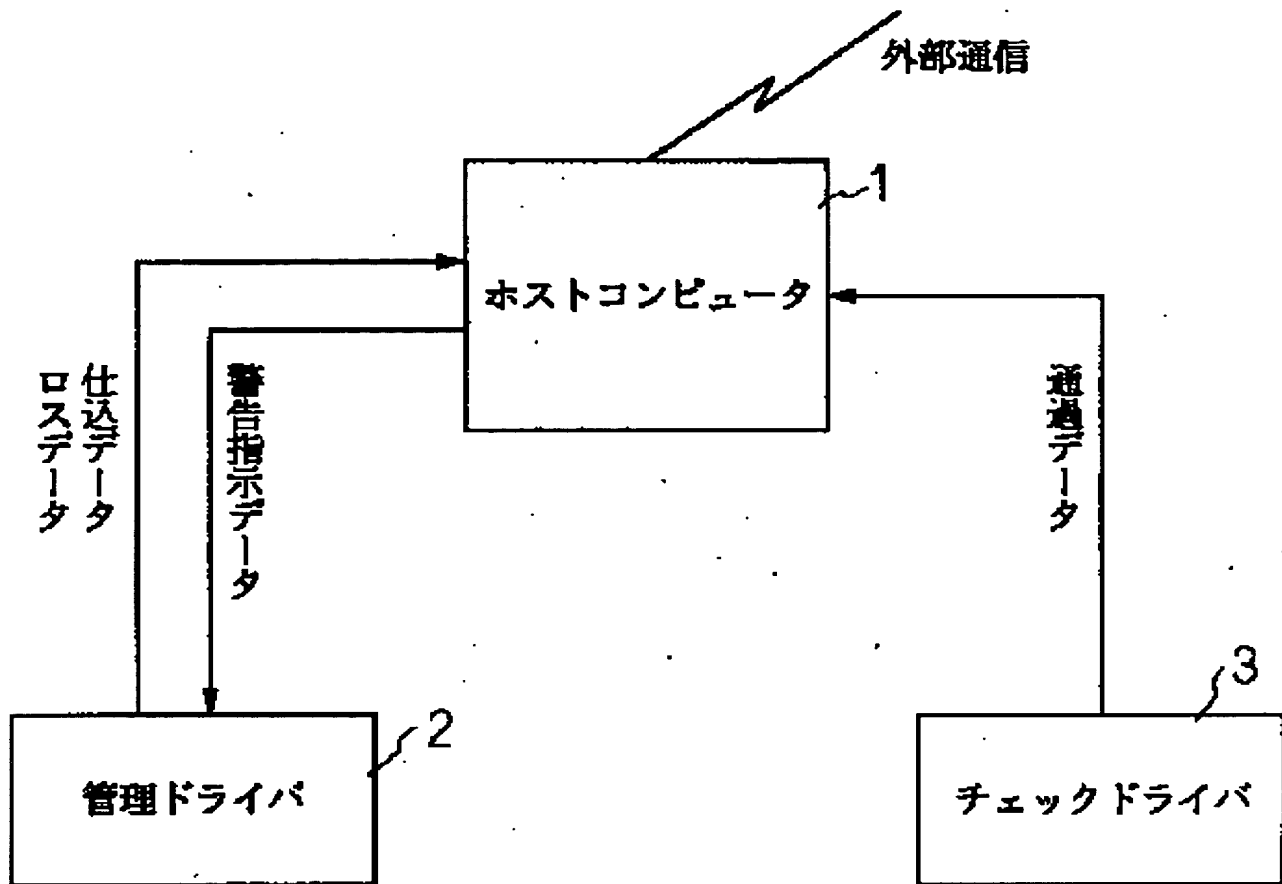 外部通信
1
ホストコンピュータ
仕込データ
ロスデータ
警告指示データ
通過データ
2
管理ドライバ
3
チェックドライバ